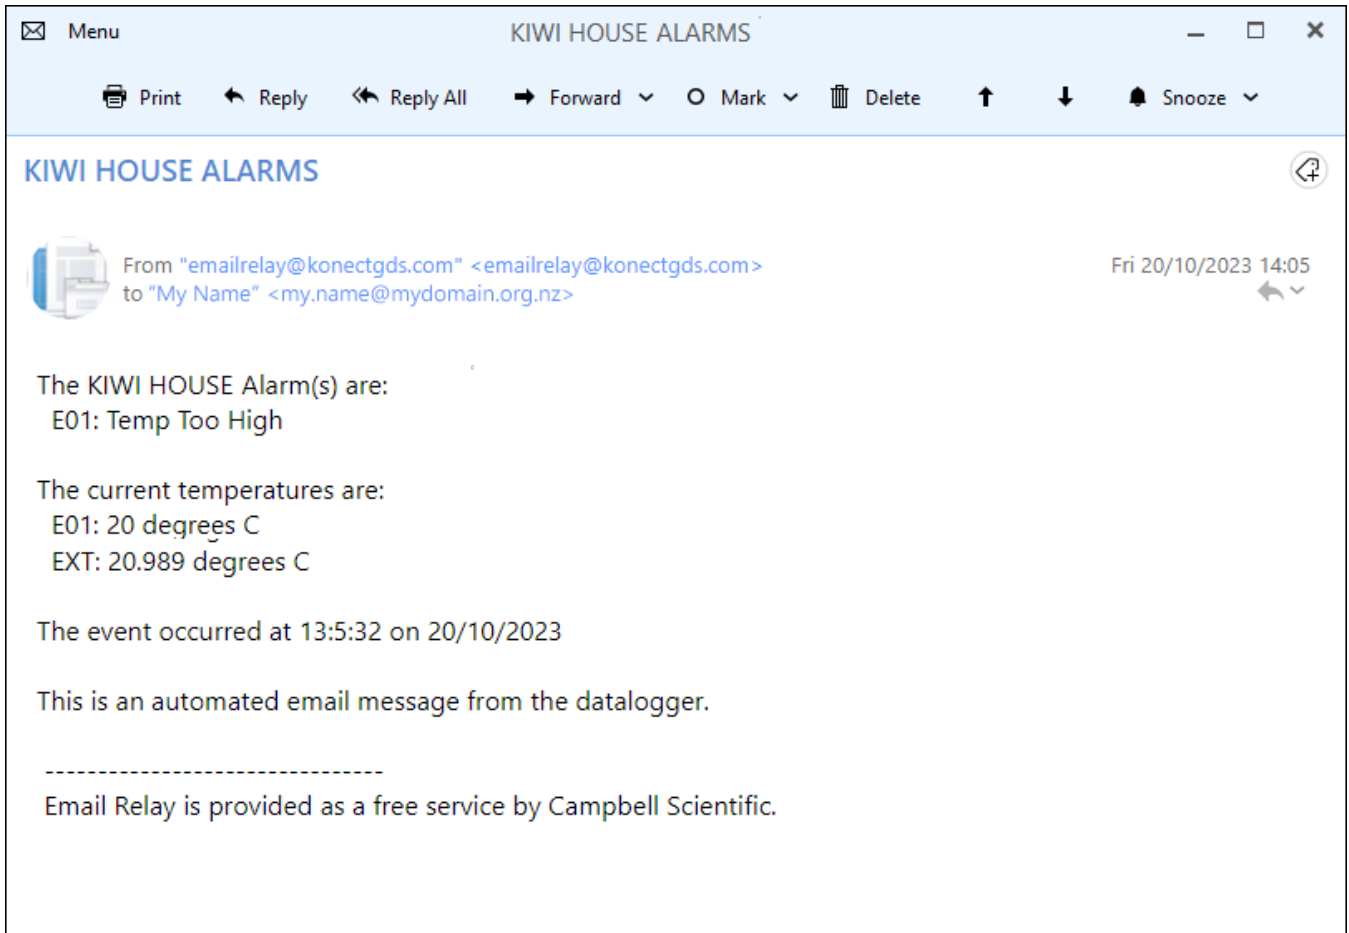 Menu
KIWI HOUSE ALARMS
Print Reply Reply All Forward Mark Delete Snooze
KIWI HOUSE ALARMS
From "emailrelay@konectgds.com" <emailrelay@konectgds.com>
Fri 20/10/2023 14:05
to “My Name” <my.name@mydomain.org.nz>
The KIWI HOUSE Alarm(s) are:
E01: Temp Too High
The current temperatures are:
E01: 20 degrees C
EXT: 20.989 degrees C
The event occurred at 13:5:32 on 20/10/2023
This is an automated email message from the datalogger.
--------------------------------
Email Relay is provided as a free service by Campbell Scientific.